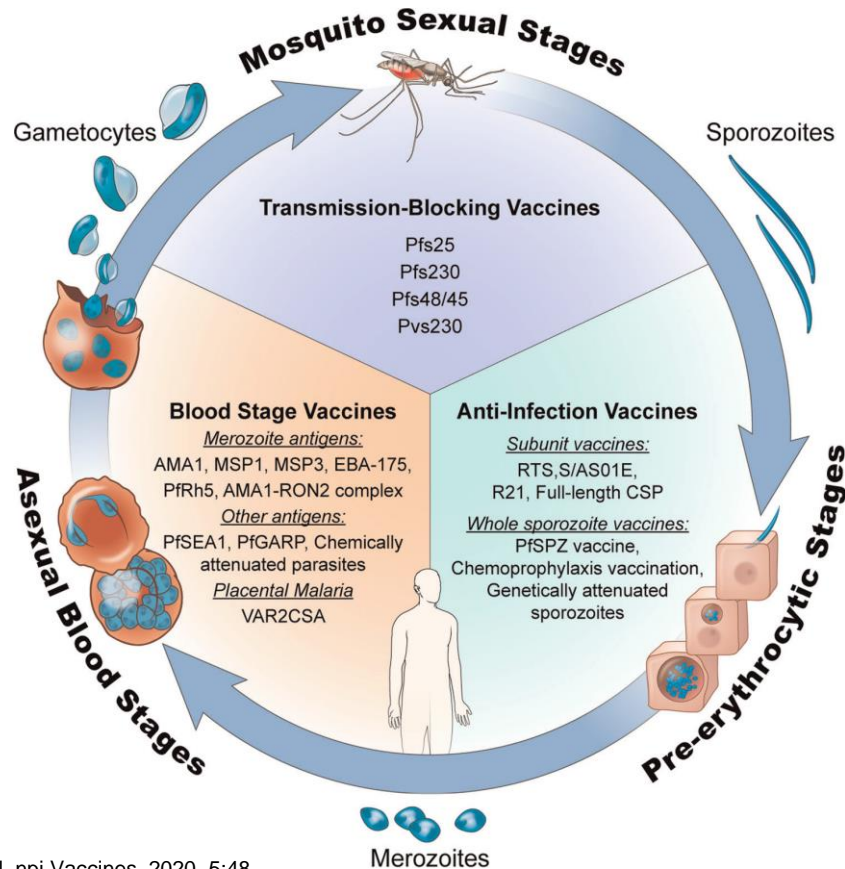 Mosquito Sexual Stages
Gametocytes
Sporozoites
Transmission-Blocking Vaccines
Pfs25
Pfs230
Pfs48/45
Pvs230
Blood Stage Vaccines
Merozoite antigens:
AMA1, MSP1, MSP3, EBA-175,
PfRh5, AMA1-RON2 complex
Other antigens:
PfSEA1, PfGARP, Chemically
attenuated parasites
Placental Malaria
VAR2CSA
Anti-Infection Vaccines
Subunit vaccines:
RTS,S/AS01E,
R21, Full-length CSP
Whole sporozoite vaccines:
PfSPZ vaccine,
Chemoprophylaxis vaccination,
Genetically attenuated
sporozoites
Asexual Blood Stages
Pre-erythrocytic Stages
Merozoites
Vaccines, 2020, 5:48